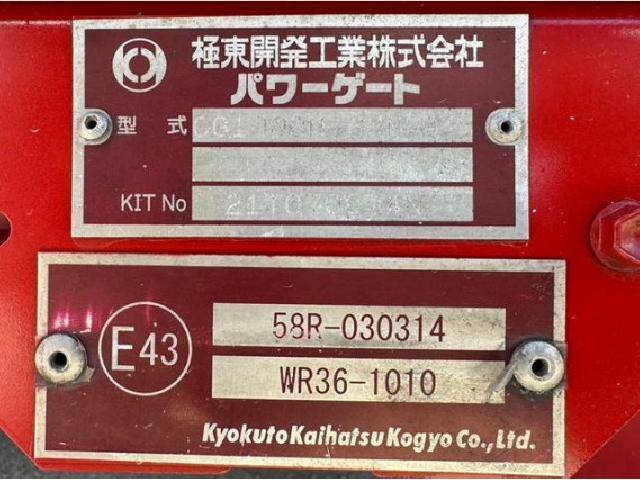 極東開発工業株式会社
パワーゲート
型式
KIT No
E43
58R-030314
WR36-1010
Kyokuto Kaihatsu Kogyo Co., Ltd.